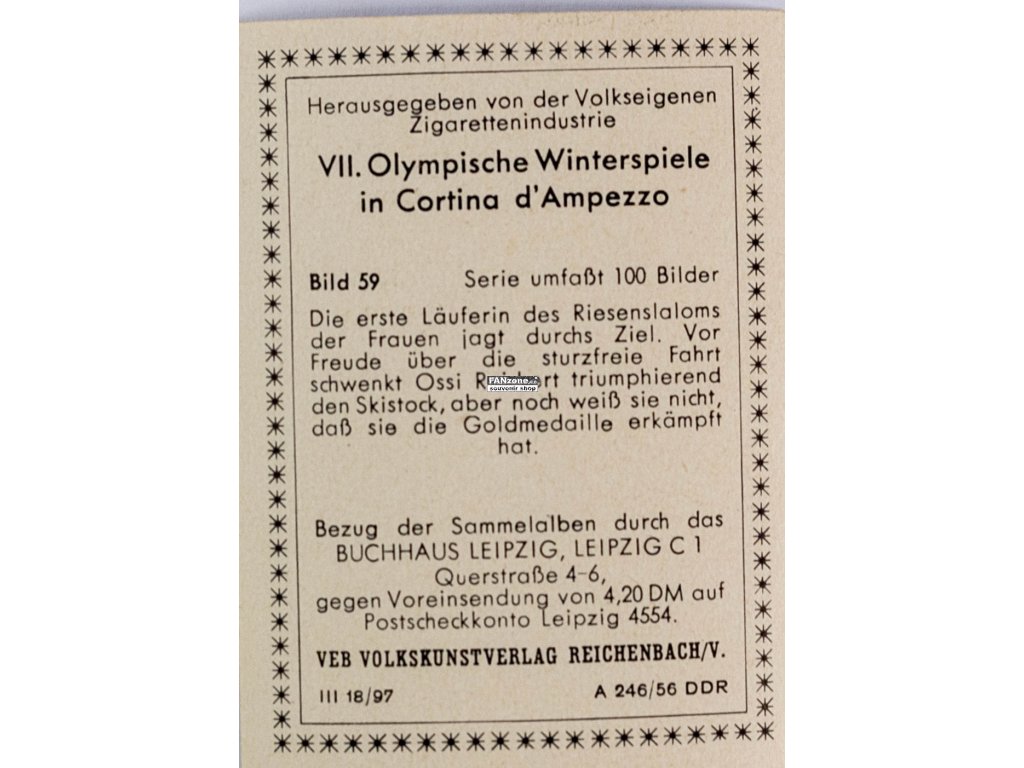 Herausgegeben von der Volkseigenen
Zigarettenindustrie
VII. Olympische Winterspiele
in Cortina d'Ampezzo
Bild 59 Serie umfaßt 100 Bilder
Die erste Läuferin des Riesenslaloms
der Frauen jagt durchs Ziel. Vor
Freude über die sturzfreie Fahrt
schwenkt Ossi triumphierend
FANzone
souvenir shop
den Skistock, aber noch weiß sie nicht,
daß sie die Goldmedaille erkämpft
hat.
Bezug der Sammelalben durch das
BUCHHAUS LEIPZIG, LEIPZIG C 1
Querstraße 4-6,
gegen Voreinsendung von 4,20 DM auf
Postscheckkonto Leipzig 4554.
VEB VOLKSKUNSTVERLAG REICHENBACH/V.
III 18/97 A 246/56 DDR